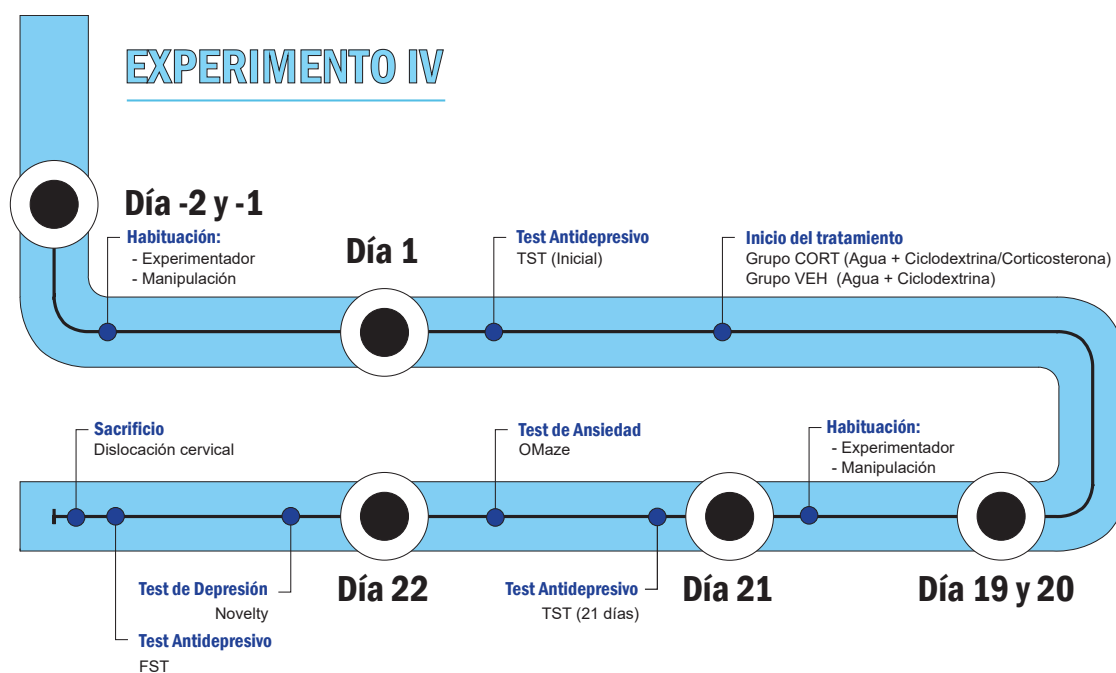 EXPERIMENTO IV
Día -2 y -1
Habituación:
- Experimentador
- Manipulación
Día 1
Test Antidepresivo
TST (Inicial)
Inicio del tratamiento
Grupo CORT (Agua + Ciclodextrina/Corticosterona)
Grupo VEH (Agua + Ciclodextrina)
Habituación:
- Experimentador
- Manipulación
Día 19 y 20
Día 21
Test Antidepresivo
TST (21 días)
Test de Ansiedad
OMaze
Día 22
Test de Depresión
Novelty
Test Antidepresivo
FST
Sacrificio
Dislocación cervical